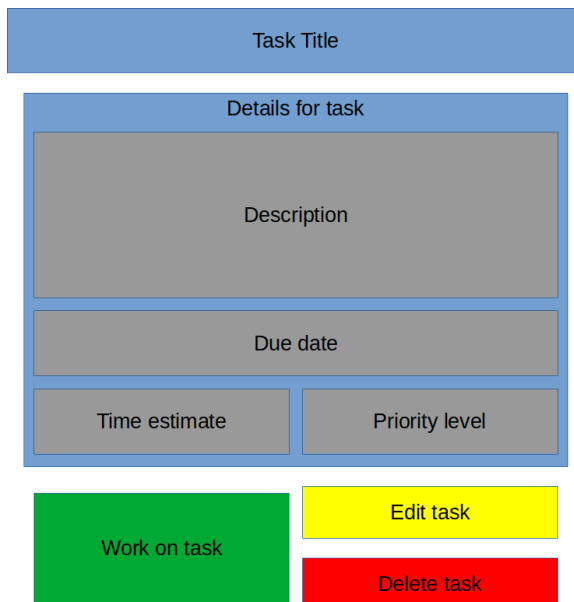 Task Title
Details for task
Description
Due date
Time estimate
Priority level
Work on task
Edit task
Delete task